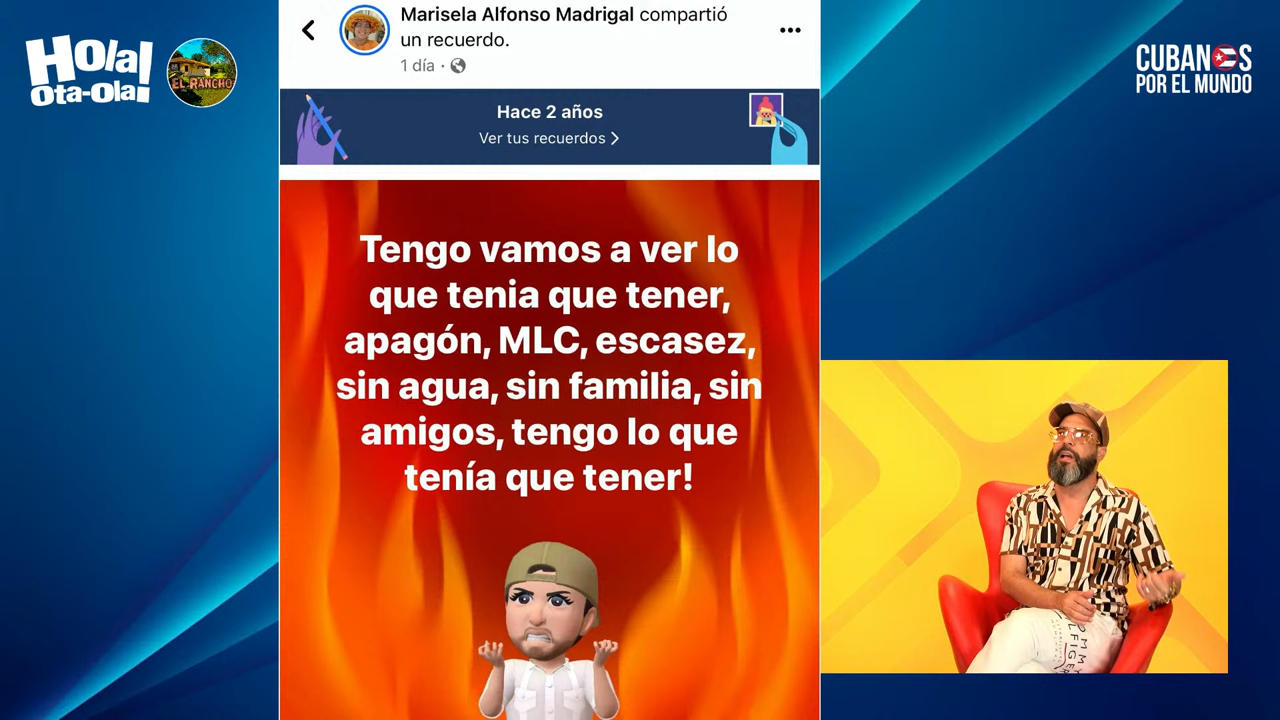 Hola!
Ota-Ola!
EL RANCHO
Marisela Alfonso Madrigal compartió
un recuerdo.
1 día ·
Hace 2 años
Ver tus recuerdos >
CUBANOS
POR EL MUNDO
Tengo vamos a ver lo
que tenia que tener,
apagón, MLC, escasez,
sin agua, sin familia, sin
amigos, tengo lo que
tenía que tener!